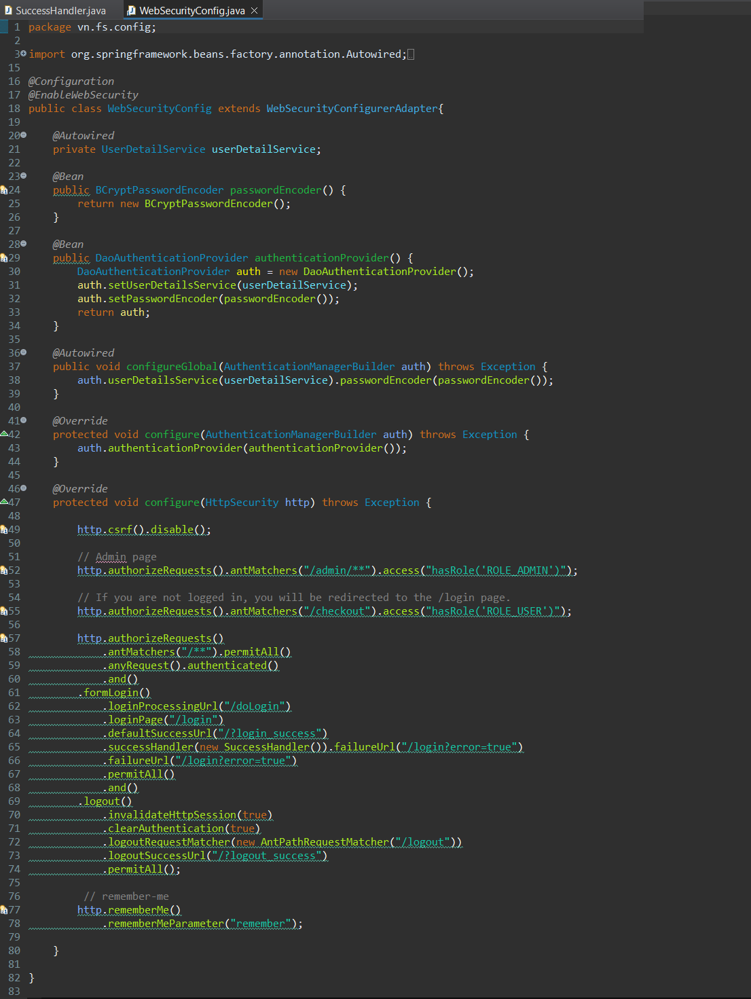 SuccessHandler.java WebSecurityConfig.java
1 package vn.fs.config;
2
3 import org.springframework.beans.factory.annotation.Autowired;
15
16 @Configuration
17 @EnableWebSecurity
18 public class WebSecurityConfig extends WebSecurityConfigurerAdapter{
19
20 @Autowired
21 private UserDetailService userDetailService;
22
23 @Bean
24 public BCryptPasswordEncoder passwordEncoder() {
25 return new BCryptPasswordEncoder();
26 }
27
28 @Bean
29 public DaoAuthenticationProvider authenticationProvider() {
30 DaoAuthenticationProvider auth = new DaoAuthenticationProvider();
31 auth.setUserDetailsService(userDetailService);
32 auth.setPasswordEncoder(passwordEncoder());
33 return auth;
34 }
35
36 @Autowired
37 public void configureGlobal(AuthenticationManagerBuilder auth) throws Exception {
38 auth.userDetailsService(userDetailService).passwordEncoder(passwordEncoder());
39 }
40
41 @Override
42 protected void configure(AuthenticationManagerBuilder auth) throws Exception {
43 auth.authenticationProvider(authenticationProvider());
44 }
45
46 @Override
47 protected void configure(HttpSecurity http) throws Exception {
48
49 http.csrf().disable();
50
51 // Admin page
52 http.authorizeRequests().antMatchers("/admin/**").access("hasRole('ROLE_ADMIN')");
53
54 // If you are not logged in, you will be redirected to the /login page.
55 http.authorizeRequests().antMatchers("/checkout").access("hasRole('ROLE_USER')");
56
57 http.authorizeRequests()
58 .antMatchers("/**").permitAll()
59 .anyRequest().authenticated()
60 .and()
61 .formLogin()
62 .loginProcessingUrl("/doLogin")
63 .loginPage("/login")
64 .defaultSuccessUrl("/?login_success")
65 .successHandler(new SuccessHandler()).failureUrl("/login?error=true")
66 .failureUrl("/login?error=true")
67 .permitAll()
68 .and()
69 .logout()
70 .invalidateHttpSession(true)
71 .clearAuthentication(true)
72 .logoutRequestMatcher(new AntPathRequestMatcher("/logout"))
73 .logoutSuccessUrl("/?logout_success")
74 .permitAll();
75
76 // remember-me
77 http.rememberMe()
78 .rememberMeParameter("remember");
79
80 }
81
82 }
83